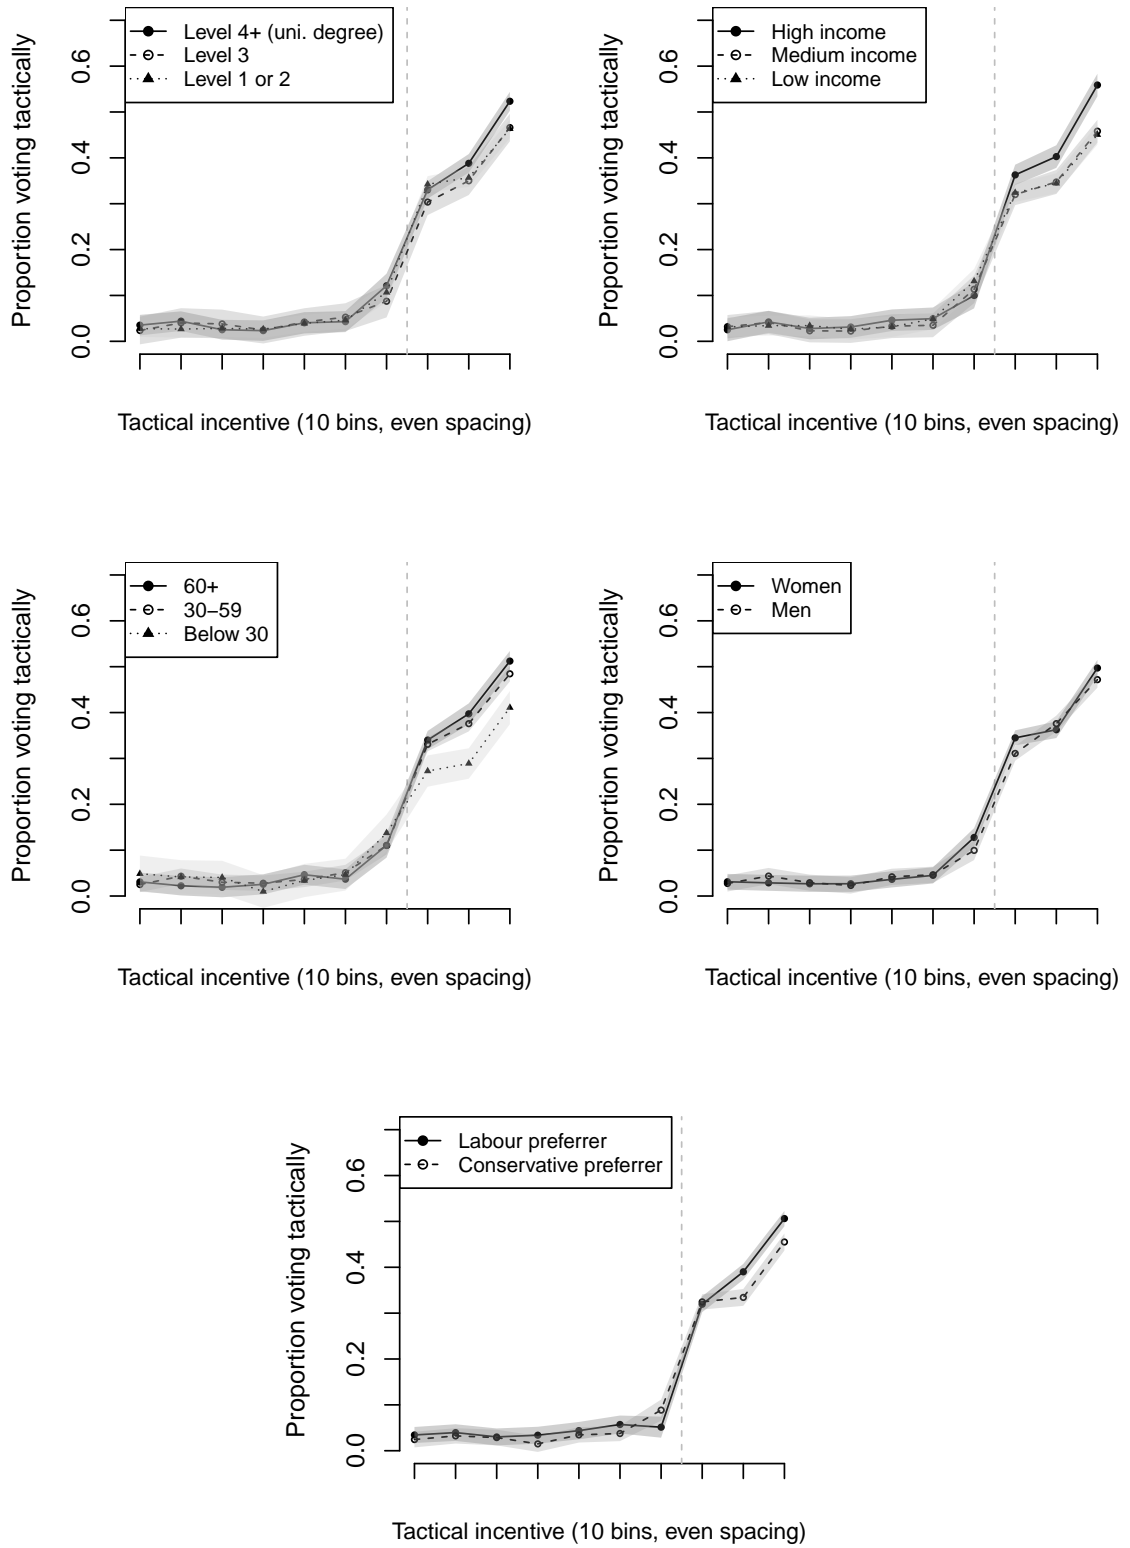 Level 4+ (uni. degree)
Level 3
Level 1 or 2
Proportion voting tactically
0.0
0.2
0.4
0.6
Tactical incentive (10 bins, even spacing)
High income
Medium income
Low income
Proportion voting tactically
0.0
0.2
0.4
0.6
Tactical incentive (10 bins, even spacing)
60+
30−59
Below 30
Proportion voting tactically
0.0
0.2
0.4
0.6
Tactical incentive (10 bins, even spacing)
Women
Men
Proportion voting tactically
0.0
0.2
0.4
0.6
Tactical incentive (10 bins, even spacing)
Labour preferrer
Conservative preferrer
Proportion voting tactically
0.0
0.2
0.4
0.6
Tactical incentive (10 bins, even spacing)